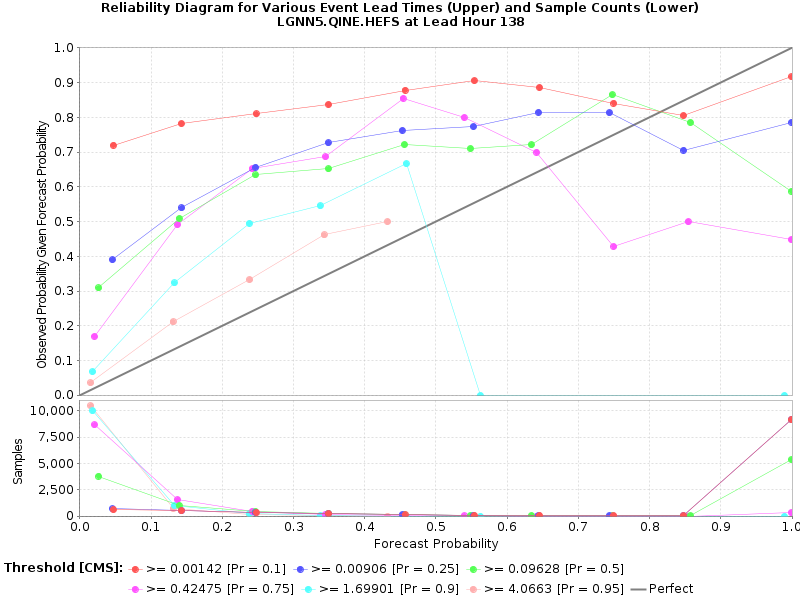 Reliability Diagram for Various Event Lead Times (Upper) and Sample Counts (Lower)
LGNN5.QINE.HEFS at Lead Hour 138
Observed Probability Given Forecast Probability
1.0
0.9
0.8
0.7
0.6
0.5
0.4
0.3
0.2
0.1
0.0
Samples
10,000
7,500
5,000
2,500
0
0.0 0.1 0.2 0.3 0.4 0.5 0.6 0.7 0.8 0.9 1.0
Forecast Probability
Threshold [CMS]: >= 0.00142 [Pr = 0.1] >= 0.00906 [Pr = 0.25] >= 0.09628 [Pr = 0.5]
>= 0.42475 [Pr = 0.75] >= 1.69901 [Pr = 0.9] >= 4.0663 [Pr = 0.95] Perfect